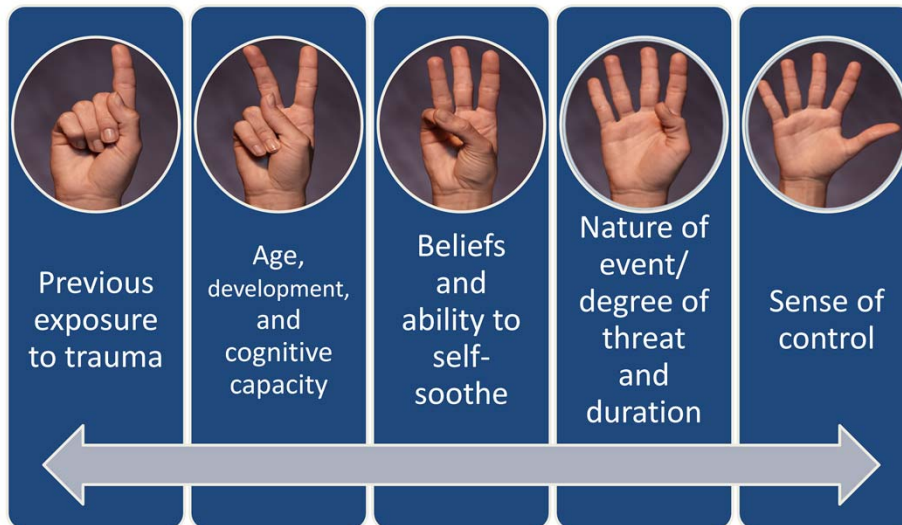 Previous
exposure
to trauma
Age,
development,
and
cognitive
capacity
Beliefs
and
ability to
self-
soothe
Nature of
event/
degree of
threat
and
duration
Sense of
control